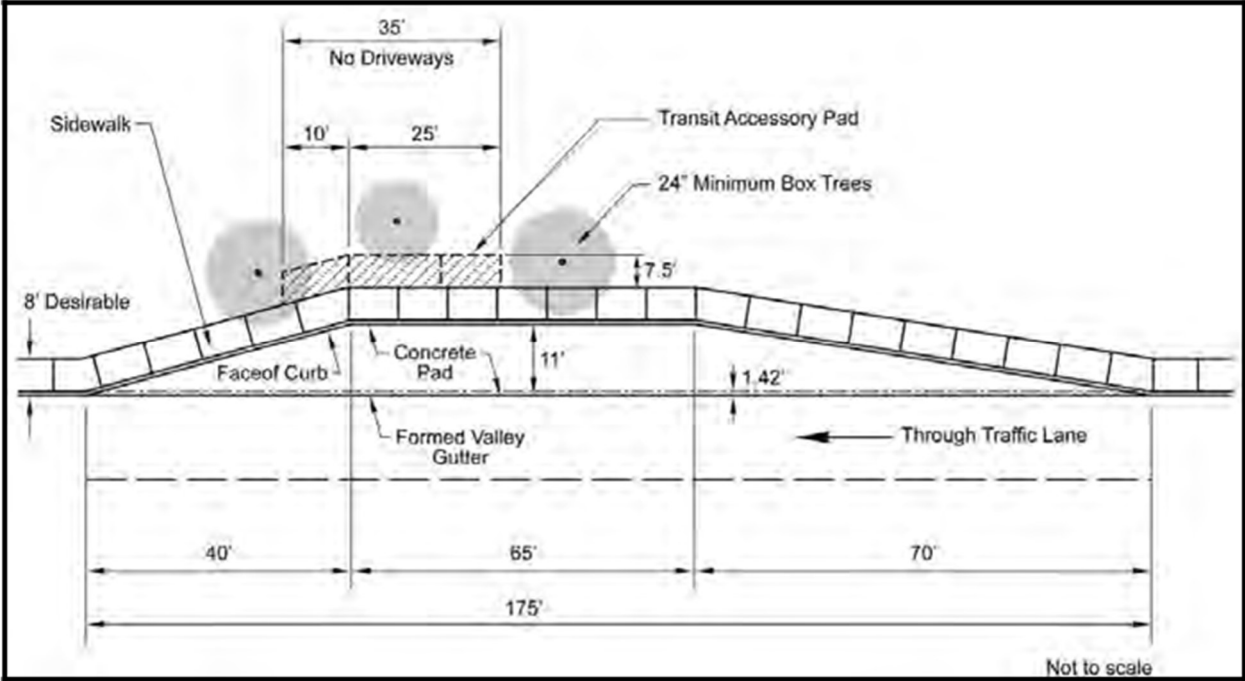 35'
No Driveways
Sidewalk
10'
25'
Transit Accessory Pad
24" Minimum Box Trees
7.5'
8' Desirable
Concrete
Pad
11'
Faceof Curb
1.42'
Formed Valley
Gutter
Through Traffic Lane
40'
65'
70'
175'
Not to scale